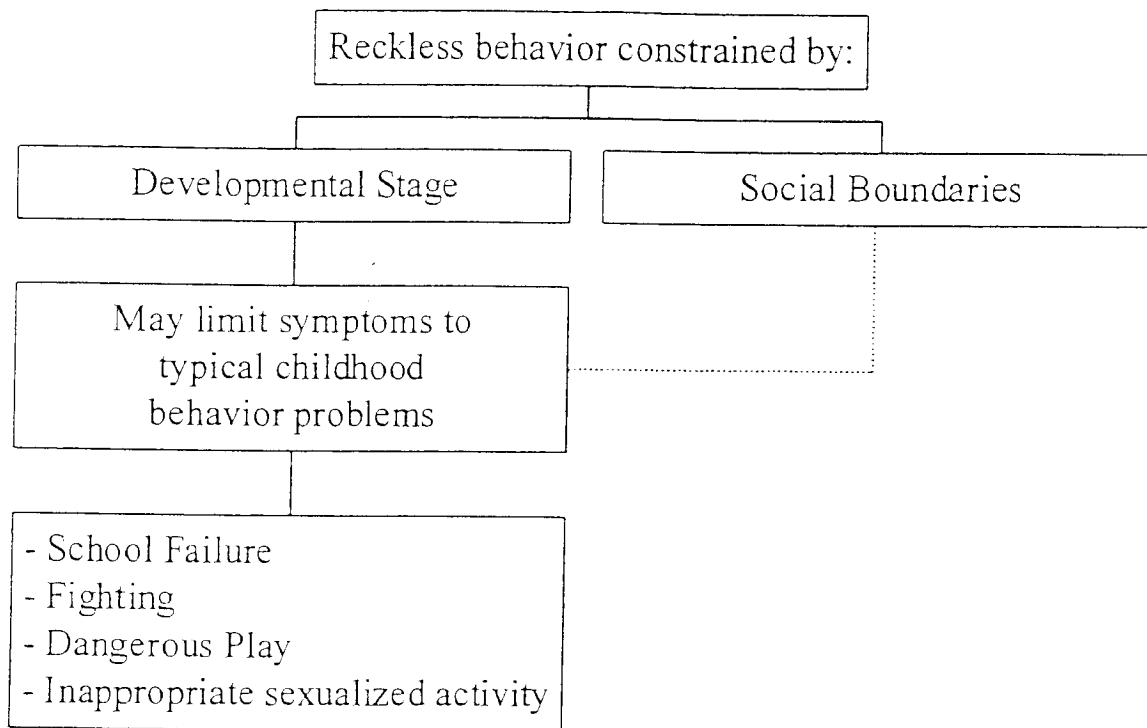 Reckless behavior constrained by:
Developmental Stage
Social Boundaries
May limit symptoms to
typical childhood
behavior problems
- School Failure
- Fighting
- Dangerous Play
- Inappropriate sexualized activity